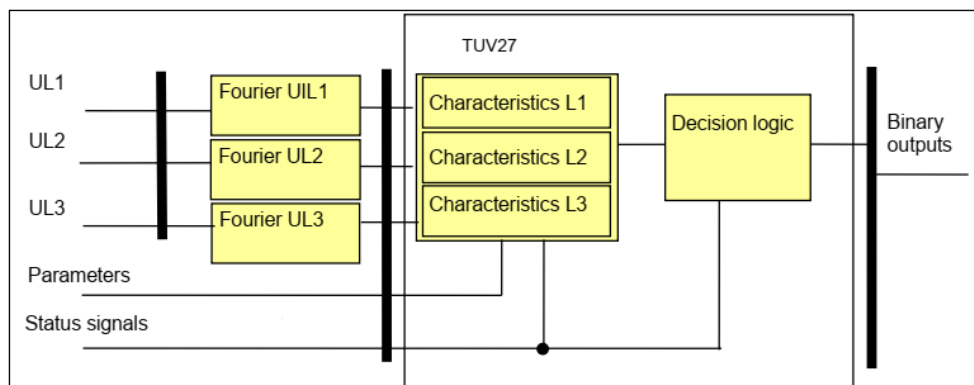 TUV27
UL1
Fourier UIL1
Characteristics L1
Decision logic
Binary
outputs
UL2
Fourier UL2
Characteristics L2
UL3
Fourier UL3
Characteristics L3
Parameters
Status signals